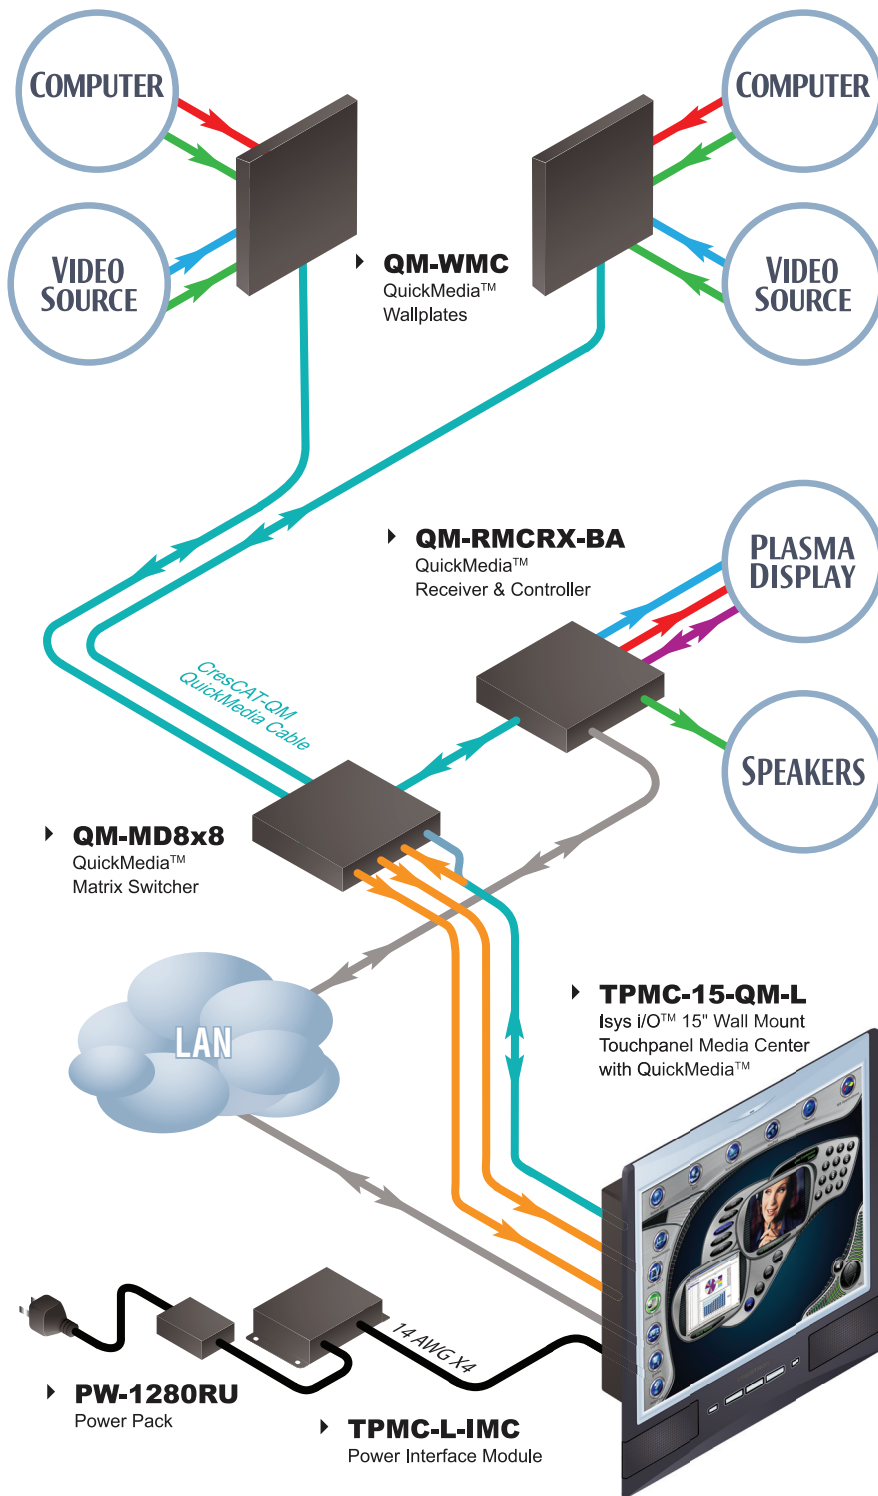 COMPUTER
COMPUTER
VIDEO
SOURCE
VIDEO
SOURCE
QM-WMC
QuickMedia™
Wallplates
QM-RMCRX-BA
QuickMedia™
Receiver & Controller
PLASMA
DISPLAY
CresCAT-QM
QuickMedia Cable
SPEAKERS
QM-MD8x8
QuickMedia™
Matrix Switcher
LAN
TPMC-15-QM-L
Isys i/O™ 15" Wall Mount
Touchpanel Media Center
with QuickMedia™
14 AWG X4
PW-1280RU
Power Pack
TPMC-L-IMC
Power Interface Module